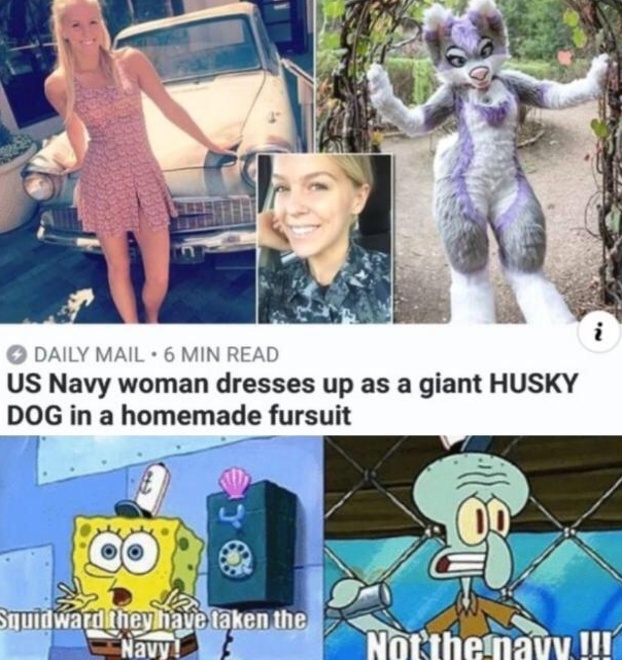 DAILY MAIL • 6 MIN READ
US Navy woman dresses up as a giant HUSKY
DOG in a homemade fursuit
Squidward they have taken the
Navy!
Not the navy !!!